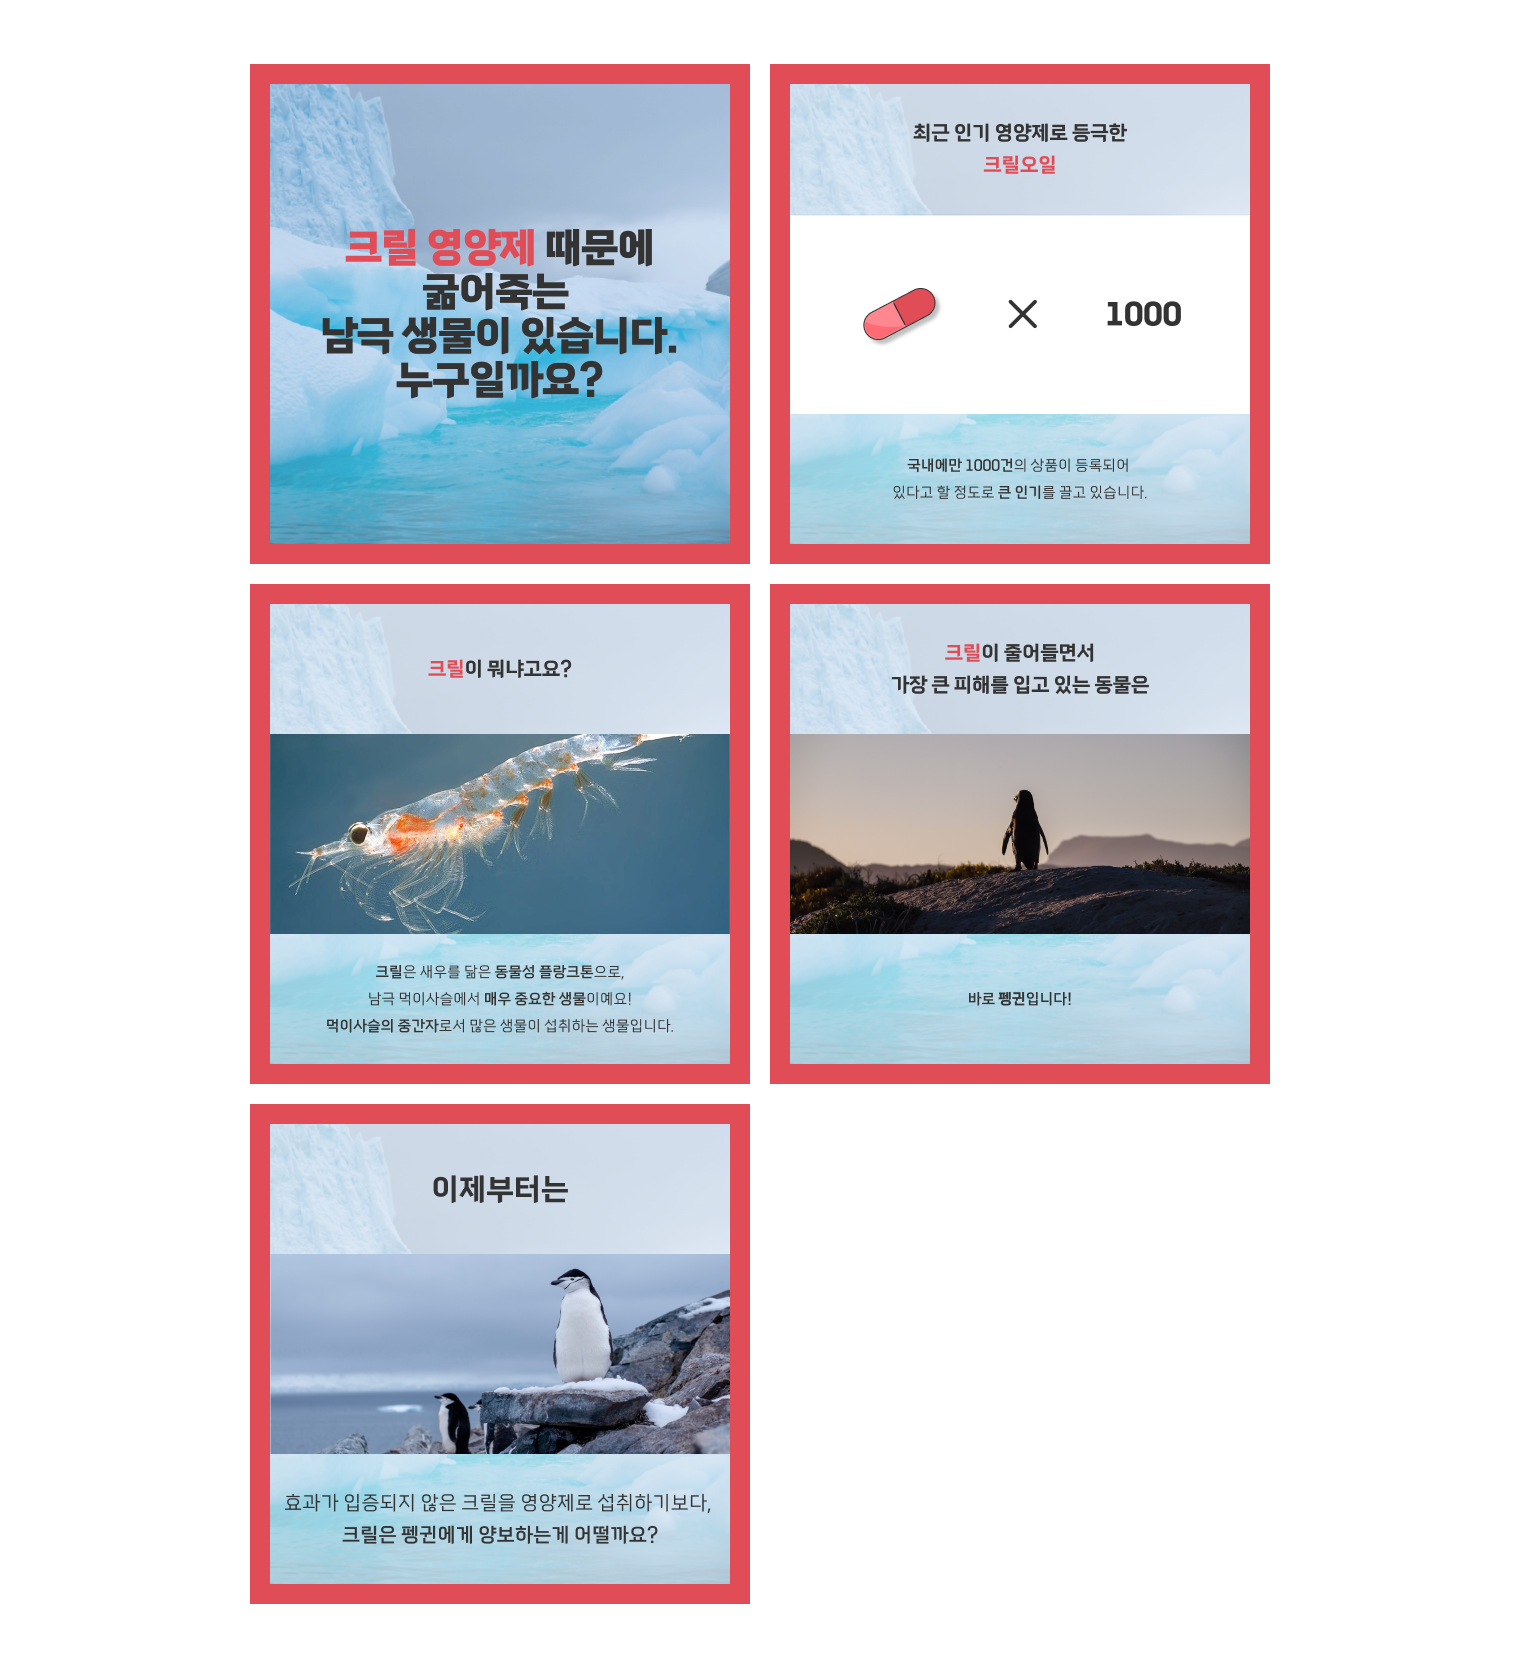 크릴 영양제 때문에
굶어죽는
남극 생물이 있습니다.
누구일까요?
최근 인기 영양제로 등극한
크릴오일
1000
국내에만 1000건의 상품이 등록되어
있다고 할 정도로 큰 인기를 끌고 있습니다.
크릴이 뭐냐고요?
크릴은 새우를 닮은 동물성 플랑크톤으로,
남극 먹이사슬에서 매우 중요한 생물이예요!
먹이사슬의 중간자로서 많은 생물이 섭취하는 생물입니다.
크릴이 줄어들면서
가장 큰 피해를 입고 있는 동물은
바로 펭귄입니다!
이제부터는
효과가 입증되지 않은 크릴을 영양제로 섭취하기보다,
크릴은 펭귄에게 양보하는게 어떨까요?